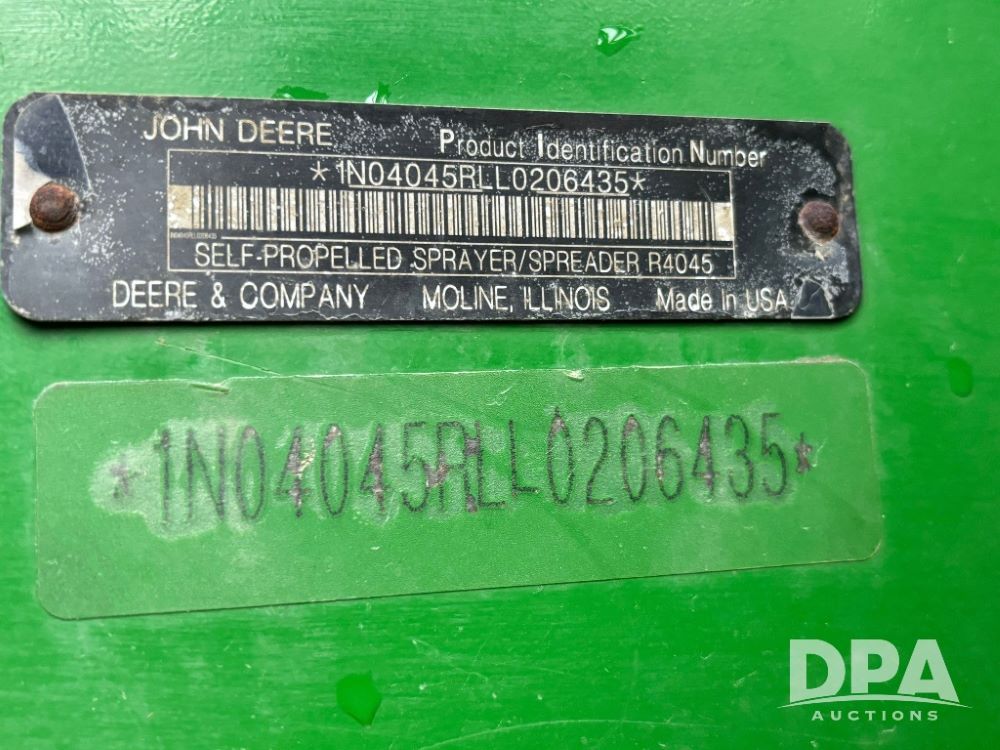 JOHN DEERE Product Identification Number
*1N04045RLL0206435*
SELF-PROPELLED SPRAYER/SPREADER R4045
DEERE & COMPANY MOLINE, ILLINOIS Made in USA
*1N04045RLL0206435*
DPA
AUCTIONS